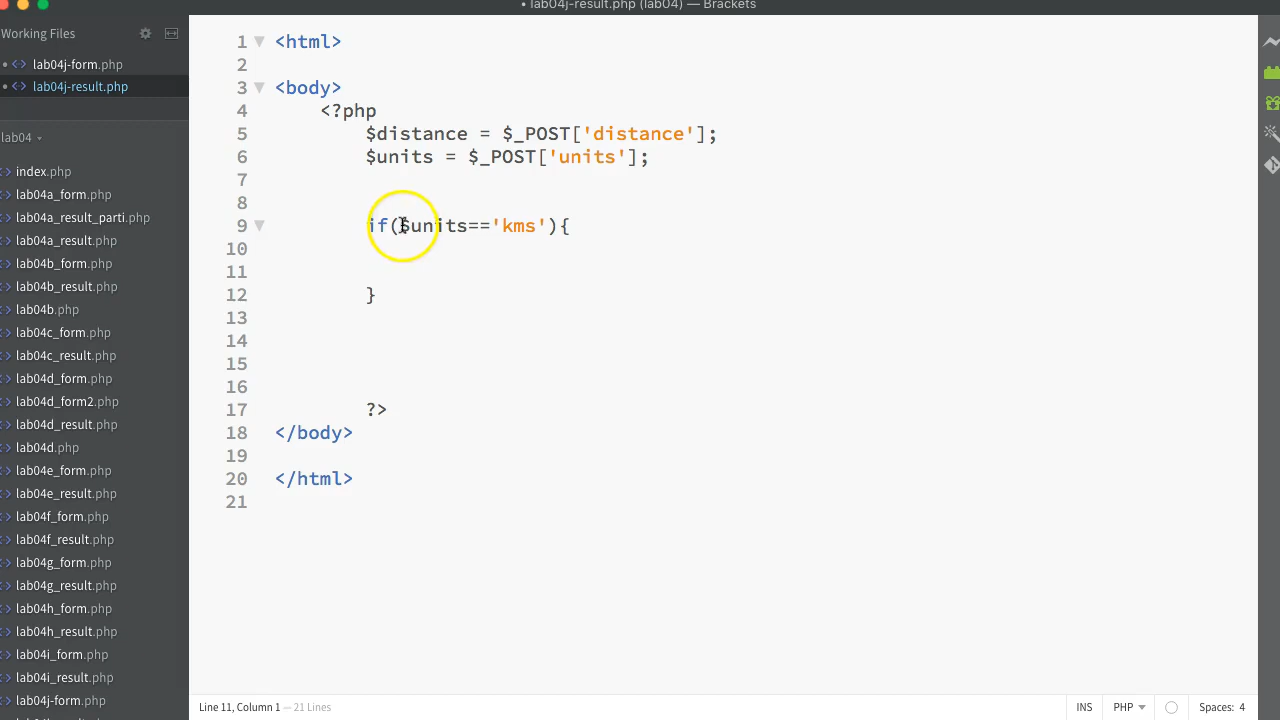 • lab04j-result.php (lab04) — Brackets
Working Files
• <> lab04j-form.php
• <> lab04j-result.php
lab04
<> index.php
<> lab04a_form.php
<> lab04a_result_parti.php
<> lab04a_result.php
<> lab04b_form.php
<> lab04b_result.php
<> lab04b.php
<> lab04c_form.php
<> lab04c_result.php
<> lab04d_form.php
<> lab04d_form2.php
<> lab04d_result.php
<> lab04d.php
<> lab04e_form.php
<> lab04e_result.php
<> lab04f_form.php
<> lab04f_result.php
<> lab04g_form.php
<> lab04g_result.php
<> lab04h_form.php
<> lab04h_result.php
<> lab04i_form.php
<> lab04i_result.php
<> lab04j-form.php
1 <html>
2
3 <body>
4 <?php
5 $distance = $_POST['distance'];
6 $units = $_POST['units'];
7
8
9 if($units=='kms'){
10
11
12 }
13
14
15
16
17 ?>
18 </body>
19
20 </html>
21
Line 11, Column 1 — 21 Lines
INS PHP Spaces: 4